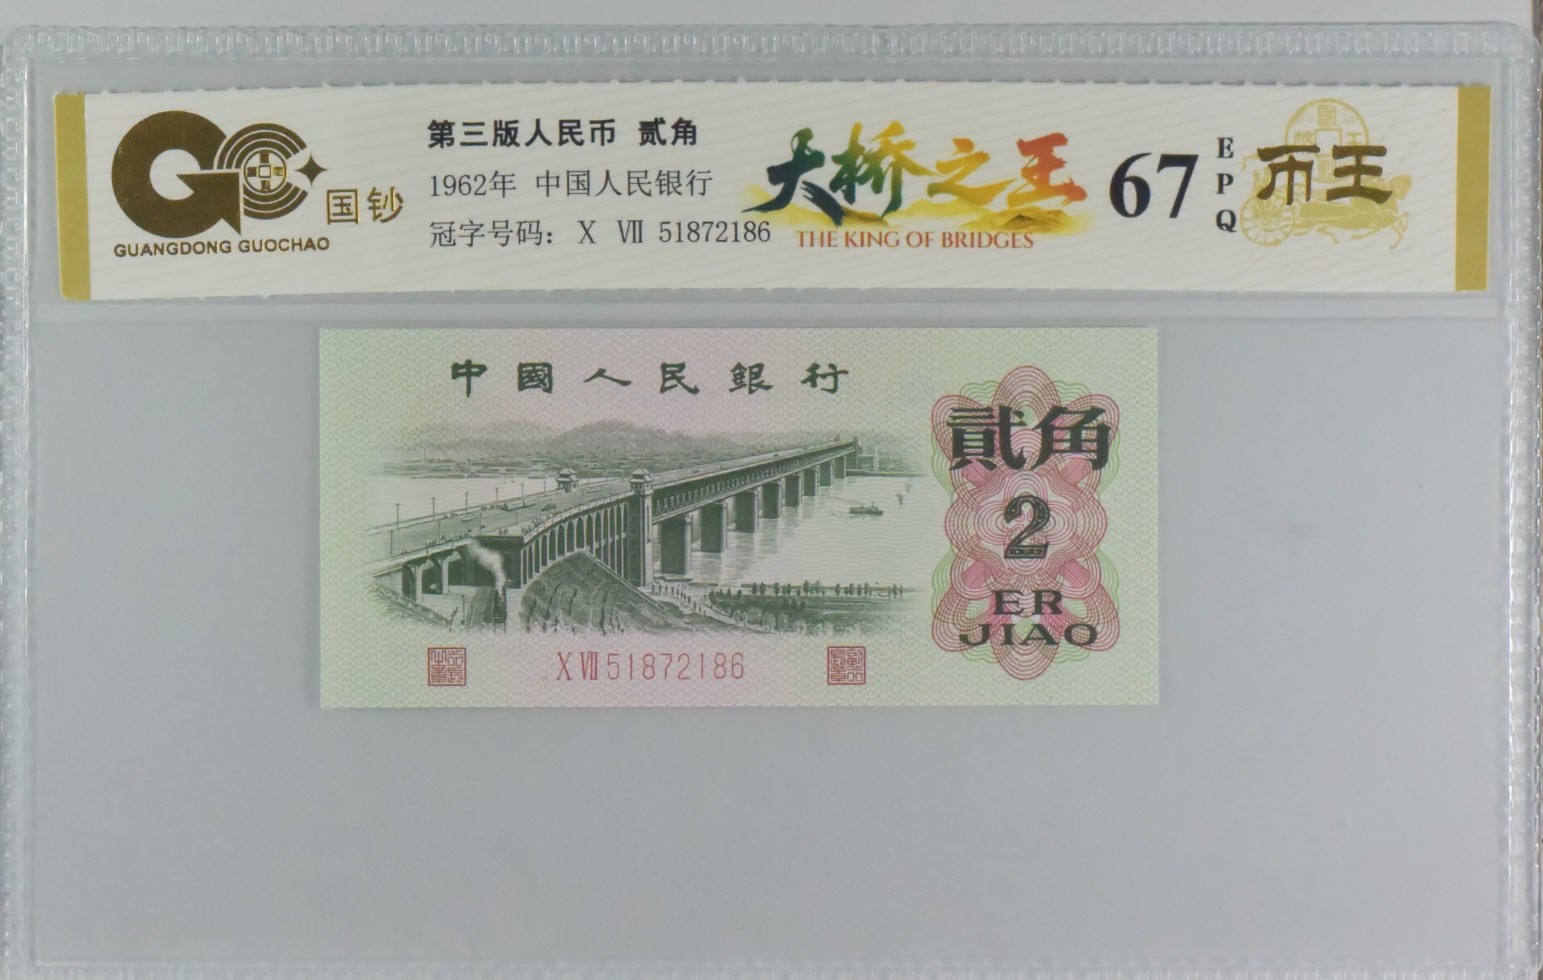 国钞
GUANGDONG GUOCHAO
第三版人民币 贰角
1962年 中国人民银行
冠字号码: X Ⅶ 51872186
大桥之王
THE KING OF BRIDGES
67
EPQ
币王
中國人民銀行
貳角
2
ER
JIAO
XⅦ51872186